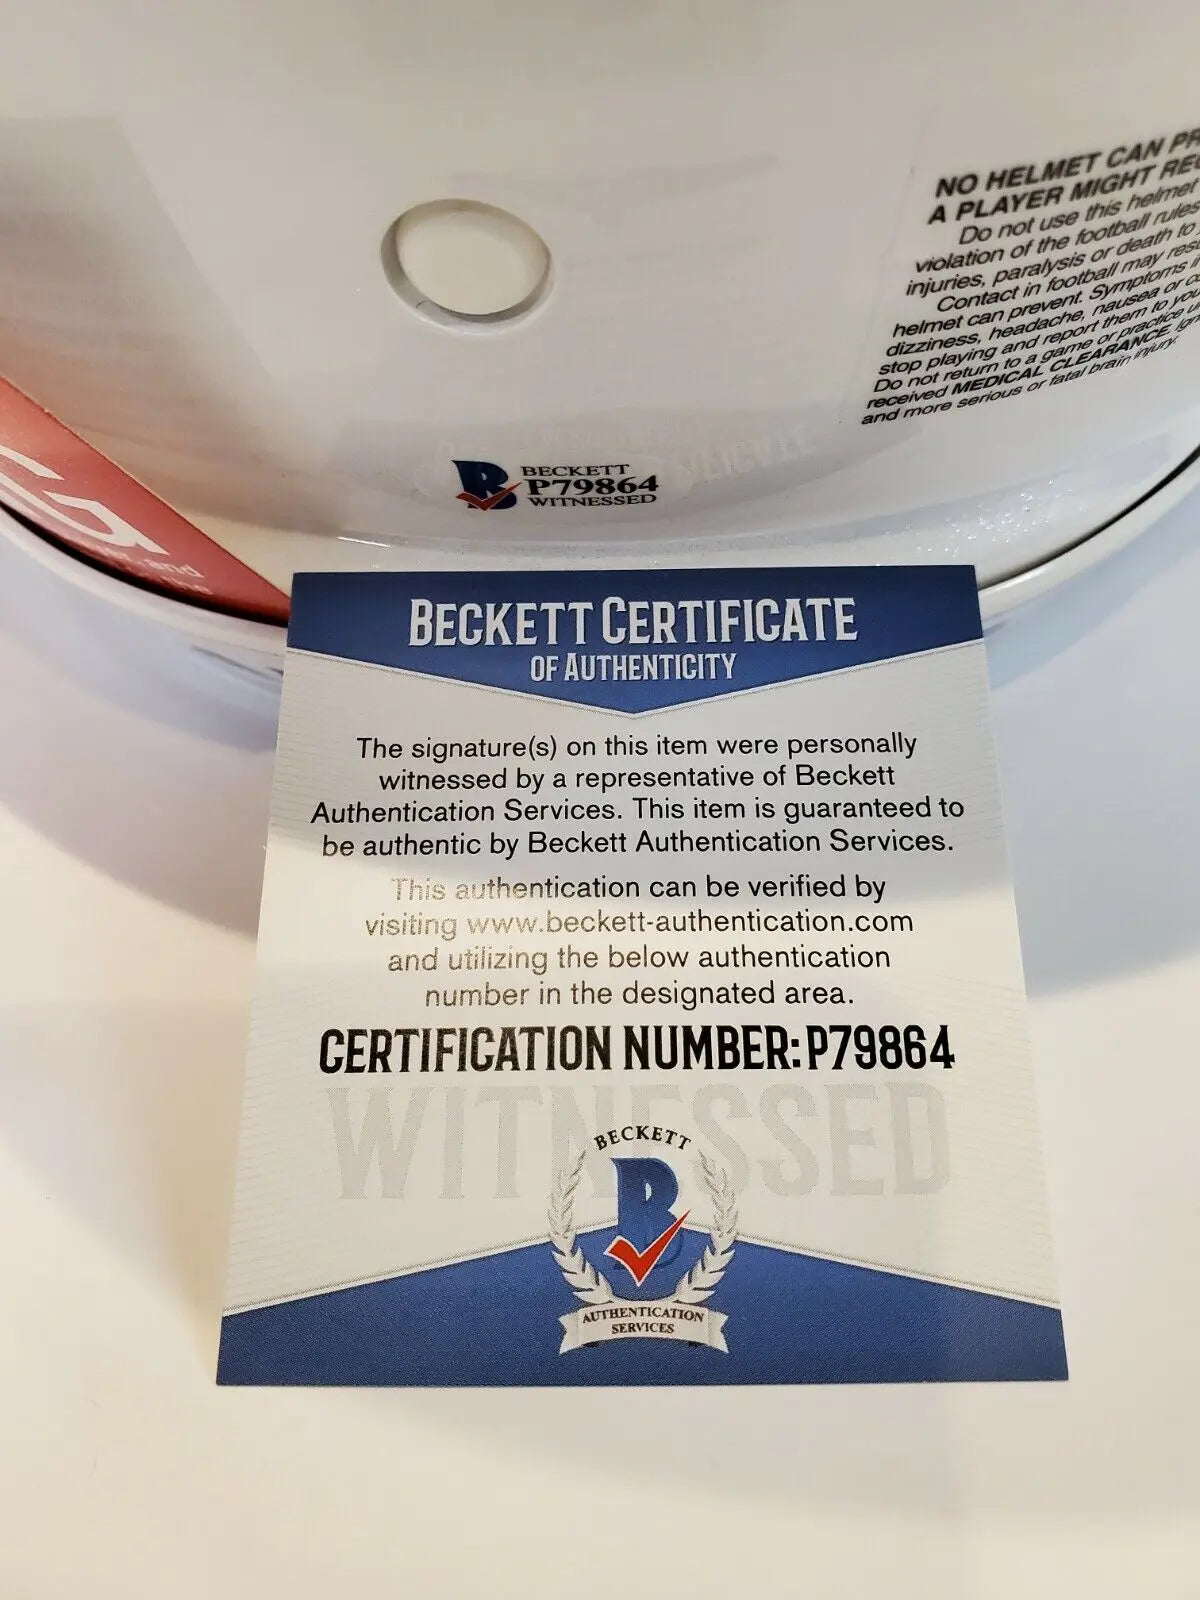 NO HELMET CAN
A PLAYER MIGHT
Do not use this helmet
violation of the football rules
injuries, paralysis or death to
Contact in football may
helmet can prevent. Symptoms
dizziness, headache, nausea or
stop playing and report them to
Do not return to a game or practice
received MEDICAL CLEARANCE.
and more serious or fatal brain injury.
BECKETT
P79864
WITNESSED
and
BECKETT CERTIFICATE
OF AUTHENTICITY
The signature(s) on this item were personally
witnessed by a representative of Beckett
Authentication Services. This item is guaranteed to
be authentic by Beckett Authentication Services.
This authentication can be verified by
visiting www.beckett-authentication.com
and utilizing the below authentication
number in the designated area.
CERTIFICATION NUMBER: P79864
WITNESSED
BECKETT
B
AUTHENTICATION
SERVICES